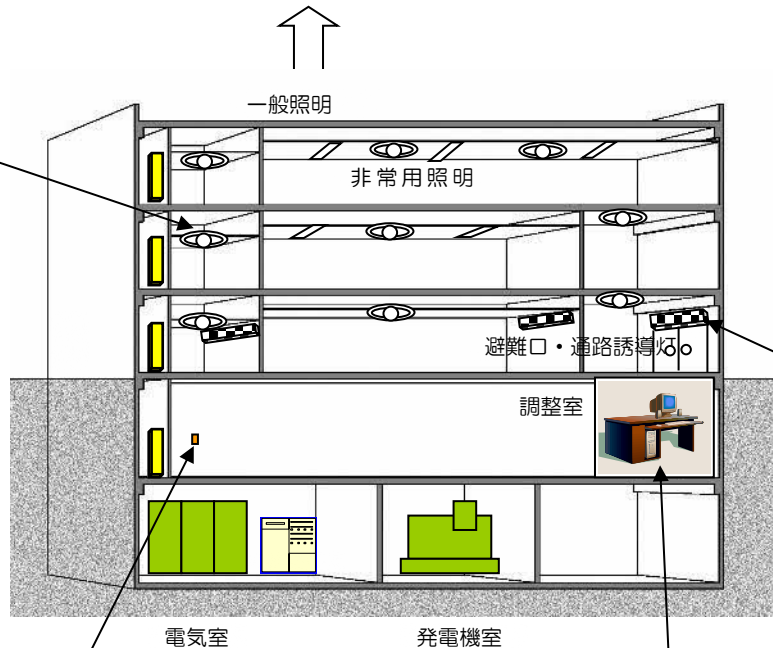 一般照明
非常用照明
避難口・通路誘導灯
調整室
電気室
発電機室